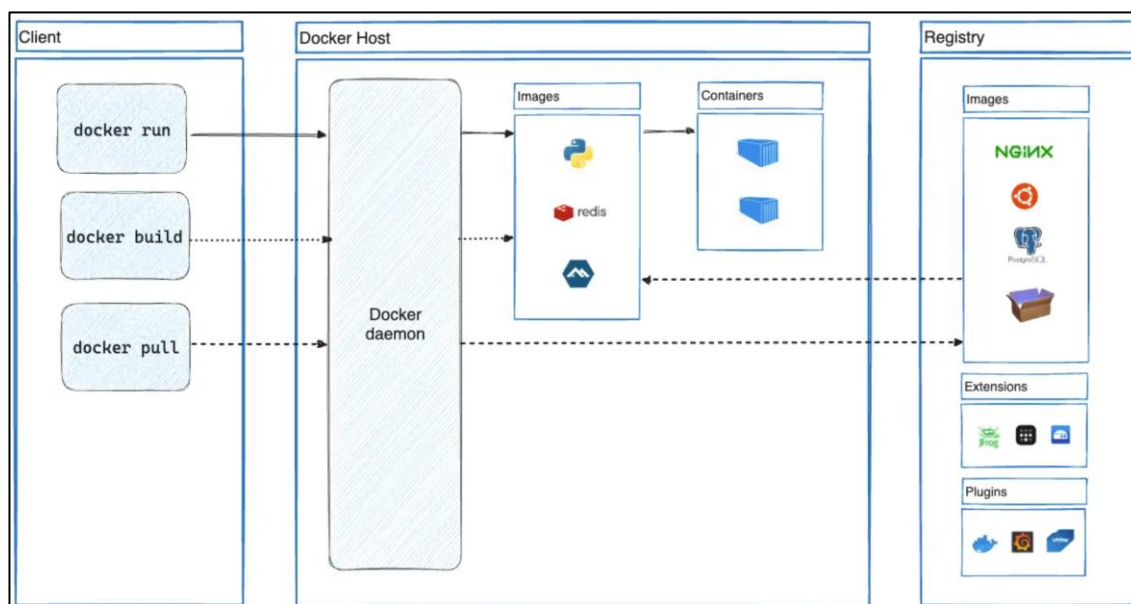 Client
Docker Host
Registry
docker run
docker build
docker pull
Docker
daemon
Images
redis
Containers
Images
NGINX
PostgreSQL
Extensions
JFrog
Plugins
vmw